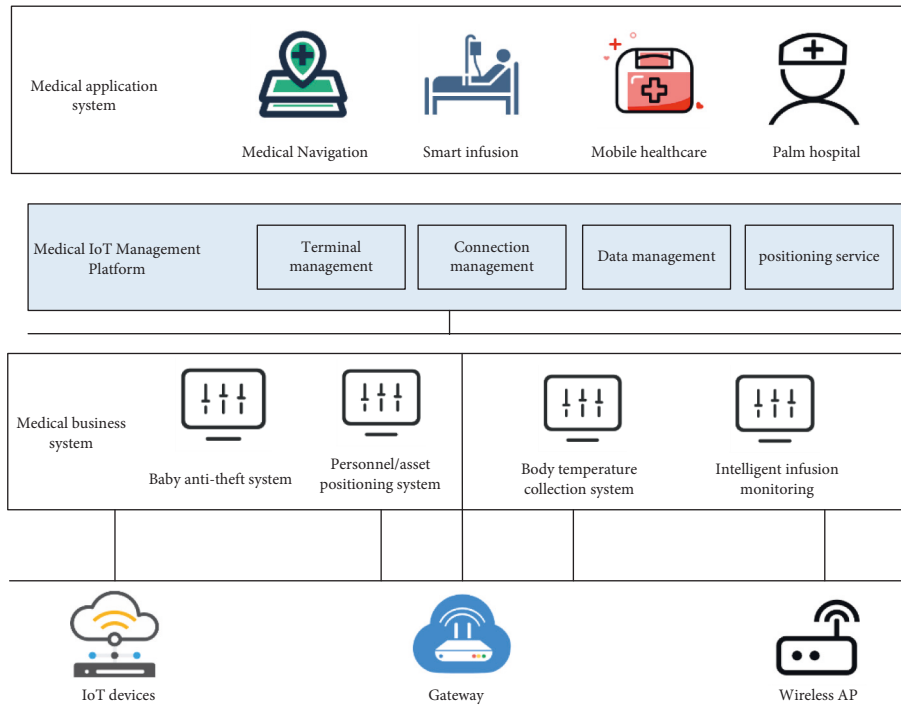 Medical application
system
Medical Navigation
Smart infusion
Mobile healthcare
Palm hospital
Medical IoT Management
Platform
Terminal
management
Connection
management
Data management
positioning service
Medical business
system
Baby anti-theft system
Personnel/asset
positioning system
Body temperature
collection system
Intelligent infusion
monitoring
IoT devices
Gateway
Wireless AP